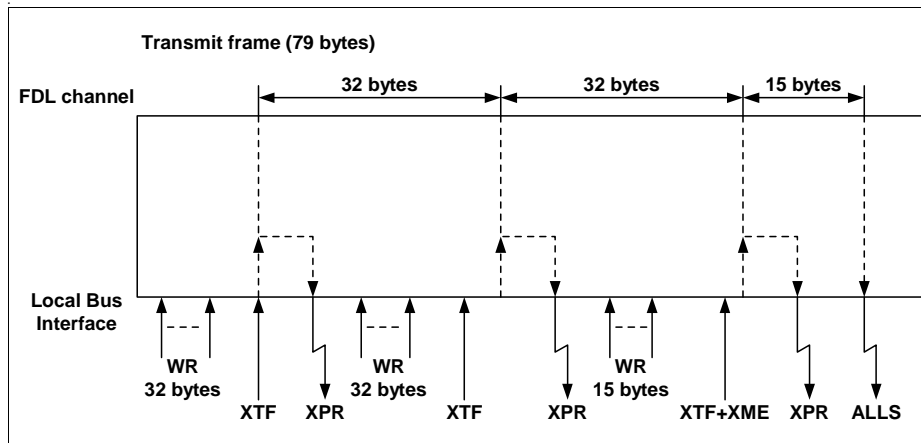 Transmit frame (79 bytes)
32 bytes 32 bytes 15 bytes
FDL channel
Local Bus
Interface
WR
32 bytes
WR
32 bytes
WR
15 bytes
XTF XPR XTF XPR XTF+XME XPR ALLS